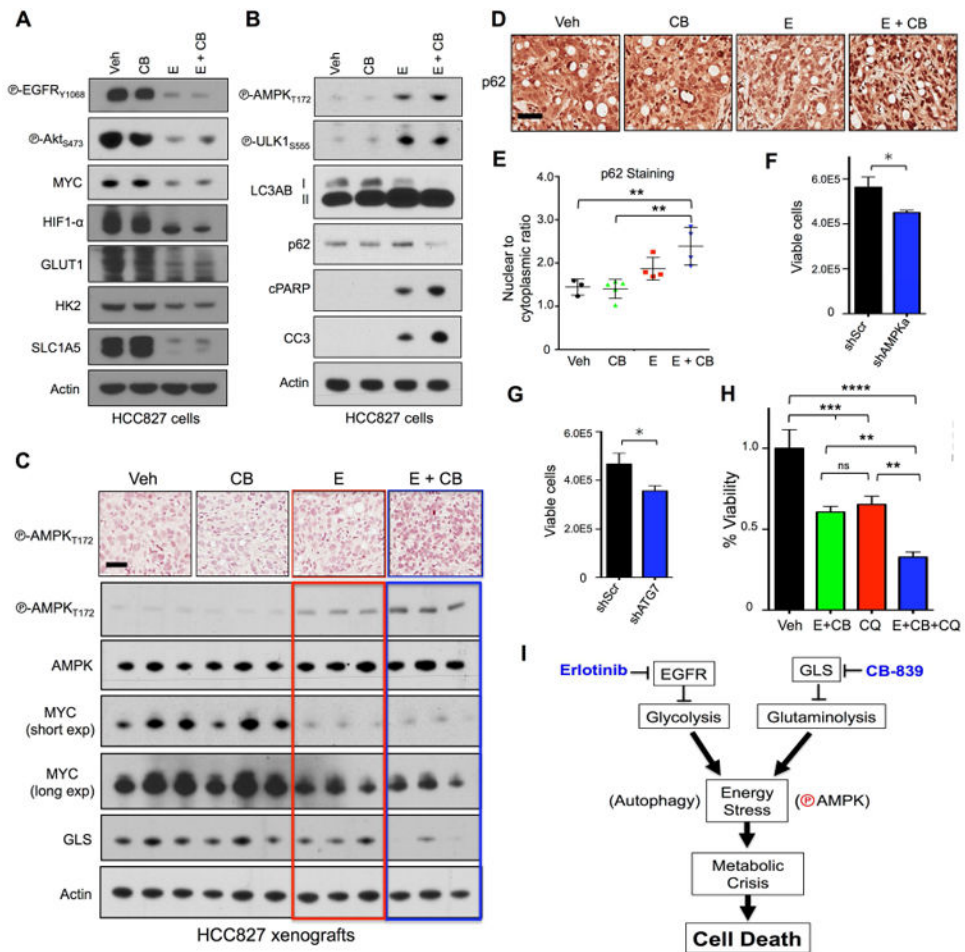 A
Veh
CB
E
E + CB
Ⓟ-EGFRY1068
Ⓟ-AktS473
MYC
HIF1-α
GLUT1
HK2
SLC1A5
Actin
HCC827 cells
B
Veh
CB
E
E + CB
Ⓟ-AMPKT172
Ⓟ-ULK1S555
LC3AB
I
II
p62
cPARP
CC3
Actin
HCC827 cells
C
Veh
CB
E
E + CB
Ⓟ-AMPKT172
Ⓟ-AMPKT172
AMPK
MYC
(short exp)
MYC
(long exp)
GLS
Actin
HCC827 xenografts
D
Veh
CB
E
E + CB
p62
E
p62 Staining
**
**
Nuclear to
cytoplasmic ratio
4.0
3.0
2.0
1.0
0
Veh
CB
E
E + CB
F
*
Viable cells
6.0E5
4.0E5
2.0E5
0
shScr
shAMPKa
G
*
Viable cells
6.0E5
4.0E5
2.0E5
0
shScr
shATG7
H
****
***
**
ns
**
% Viability
1.0
0.5
0
Veh
E+CB
CQ
E+CB+CQ
I
Erlotinib
EGFR
GLS
CB-839
Glycolysis
Glutaminolysis
(Autophagy)
Energy
Stress
(ⓅAMPK)
Metabolic
Crisis
Cell Death